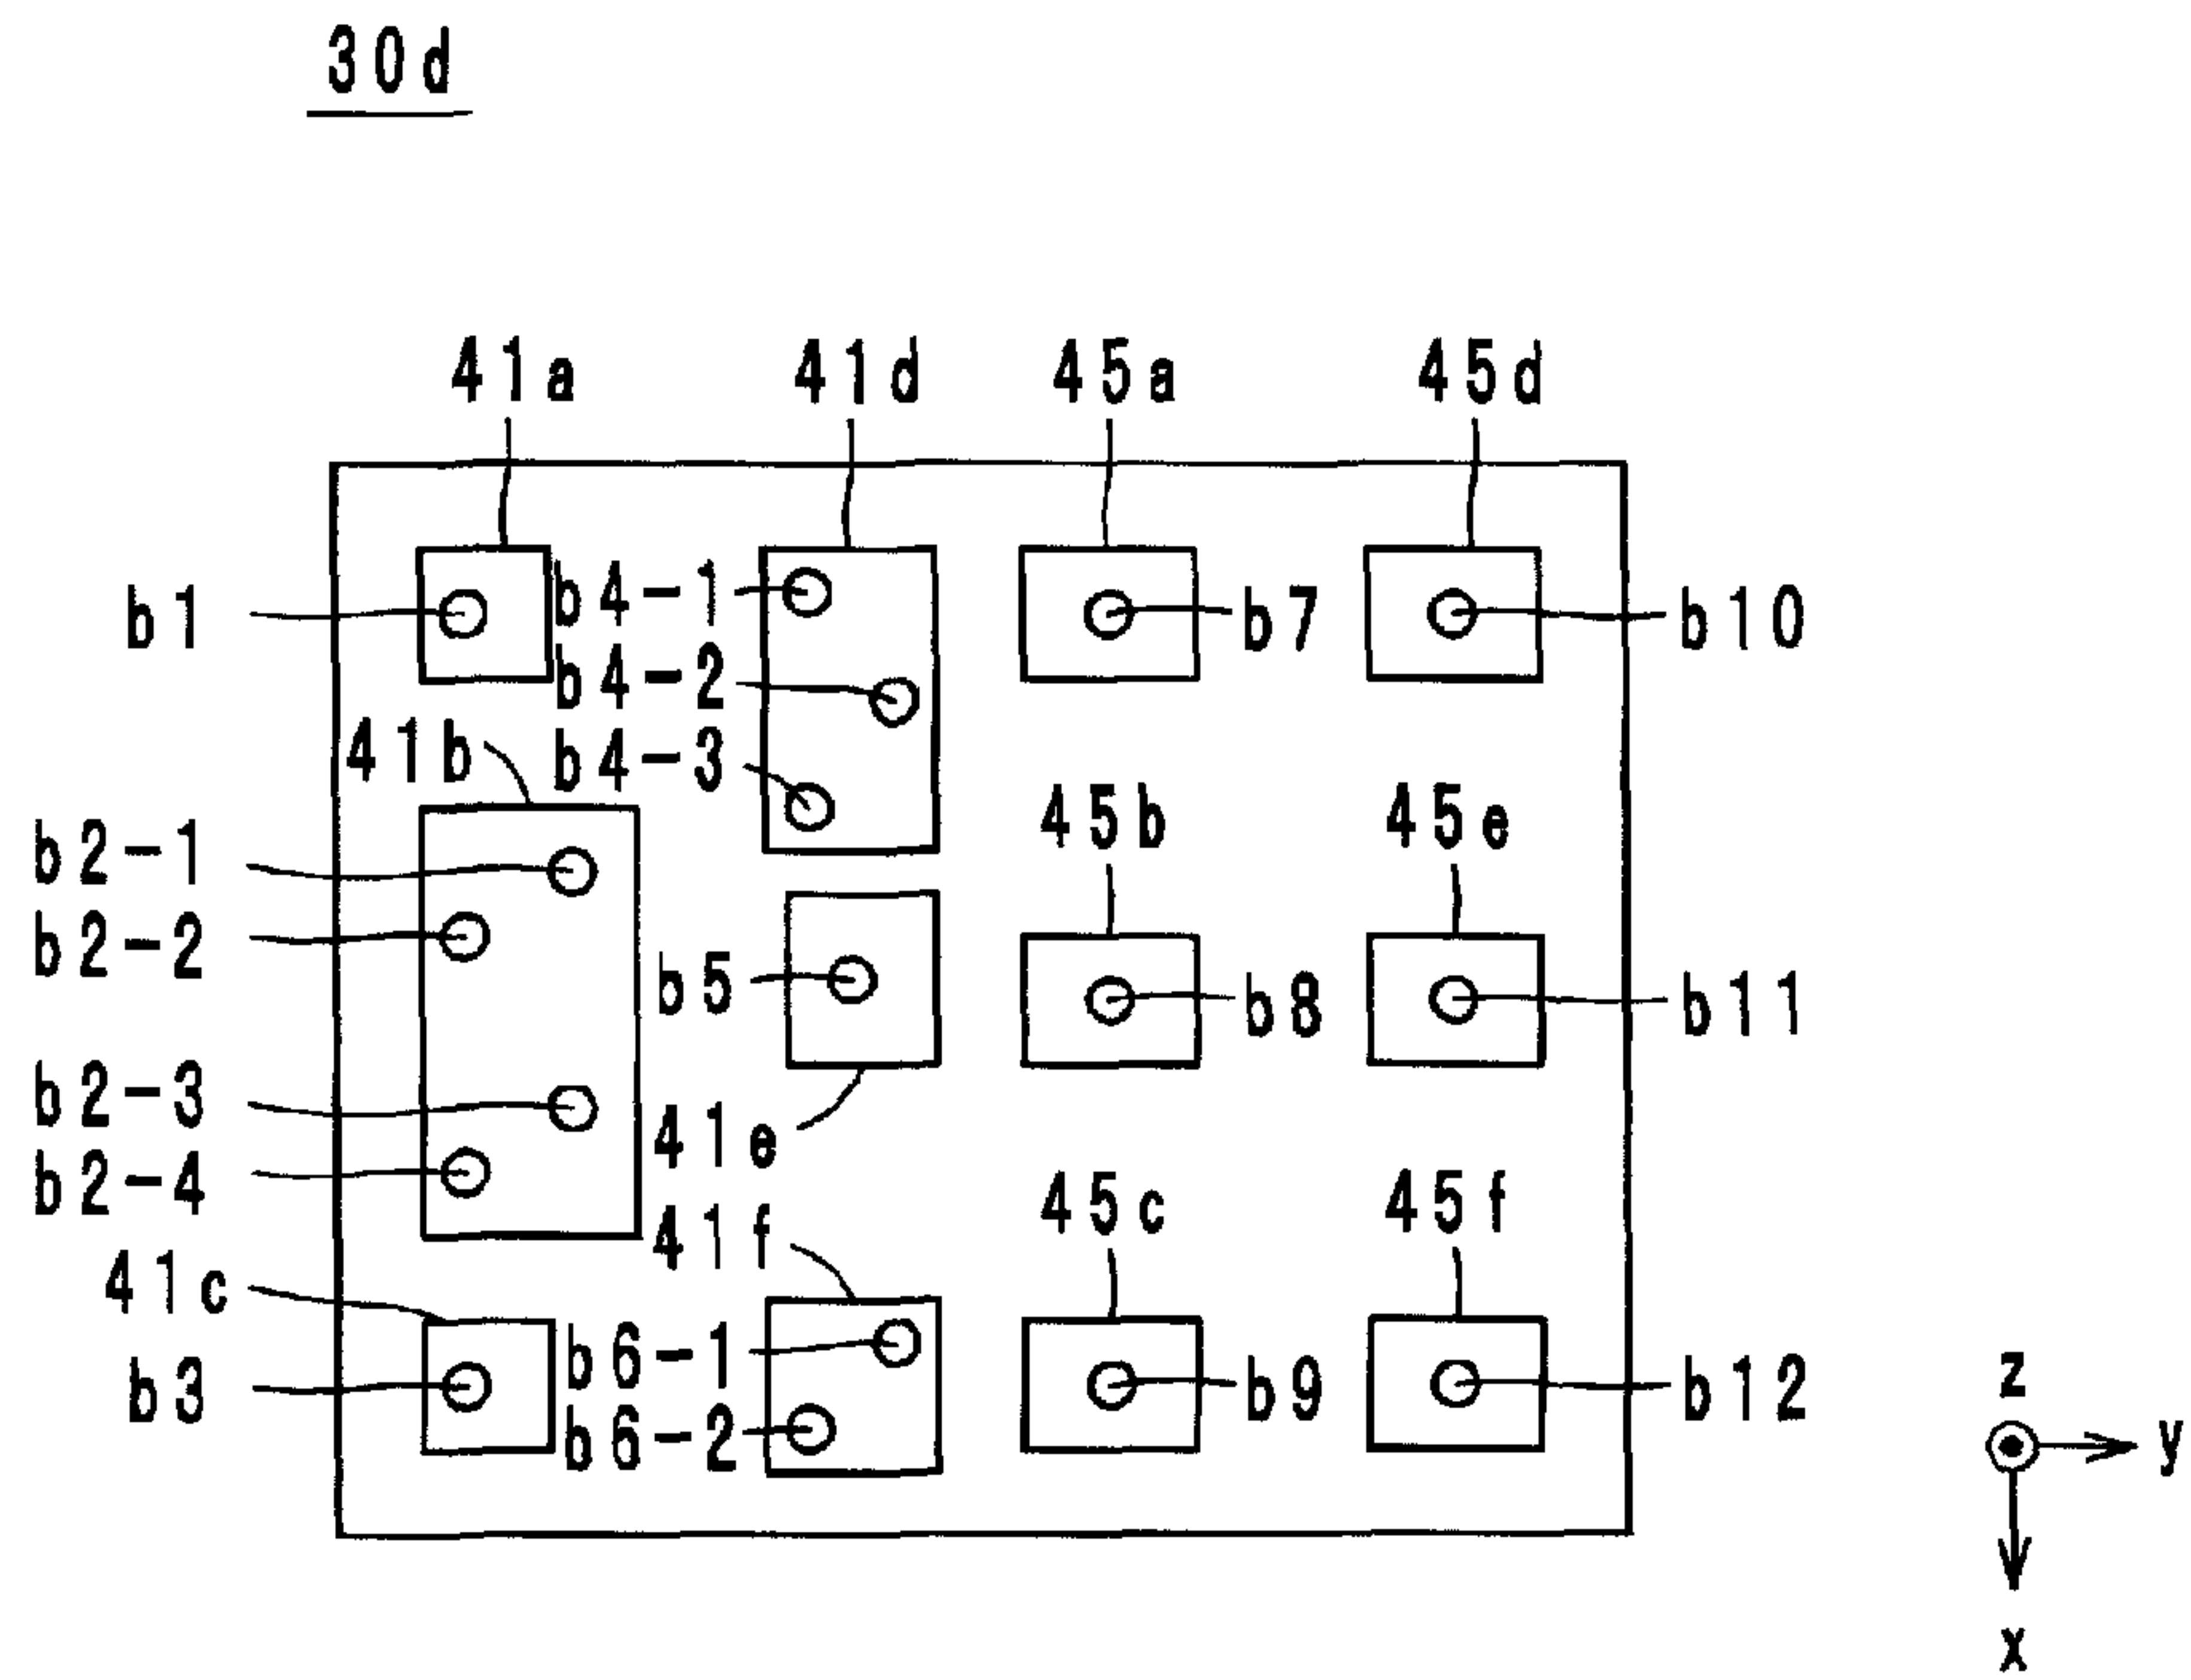 30d
41a 41d 45a 45d
b1 b4-1 b7 b10
b4-2
41b b4-3
b2-1 45b 45e
b2-2 b5 b8 b11
b2-3 41e
b2-4 41f 45c 45f
41c
b3 b6-1 b9 b12 z
b6-2 y
x